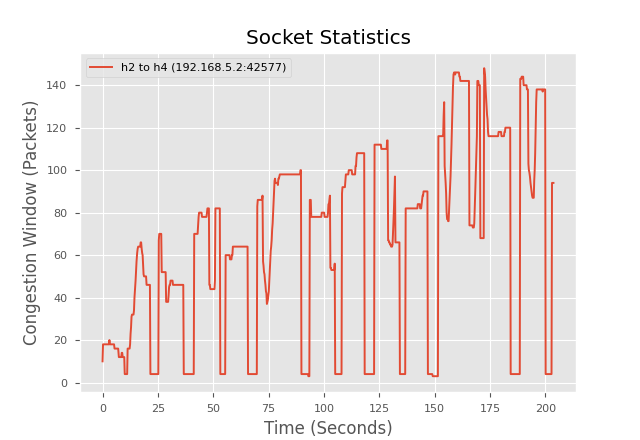 Socket Statistics
h2 to h4 (192.168.5.2:42577)
Congestion Window (Packets)
140
120
100
80
60
40
20
0
0 25 50 75 100 125 150 175 200
Time (Seconds)